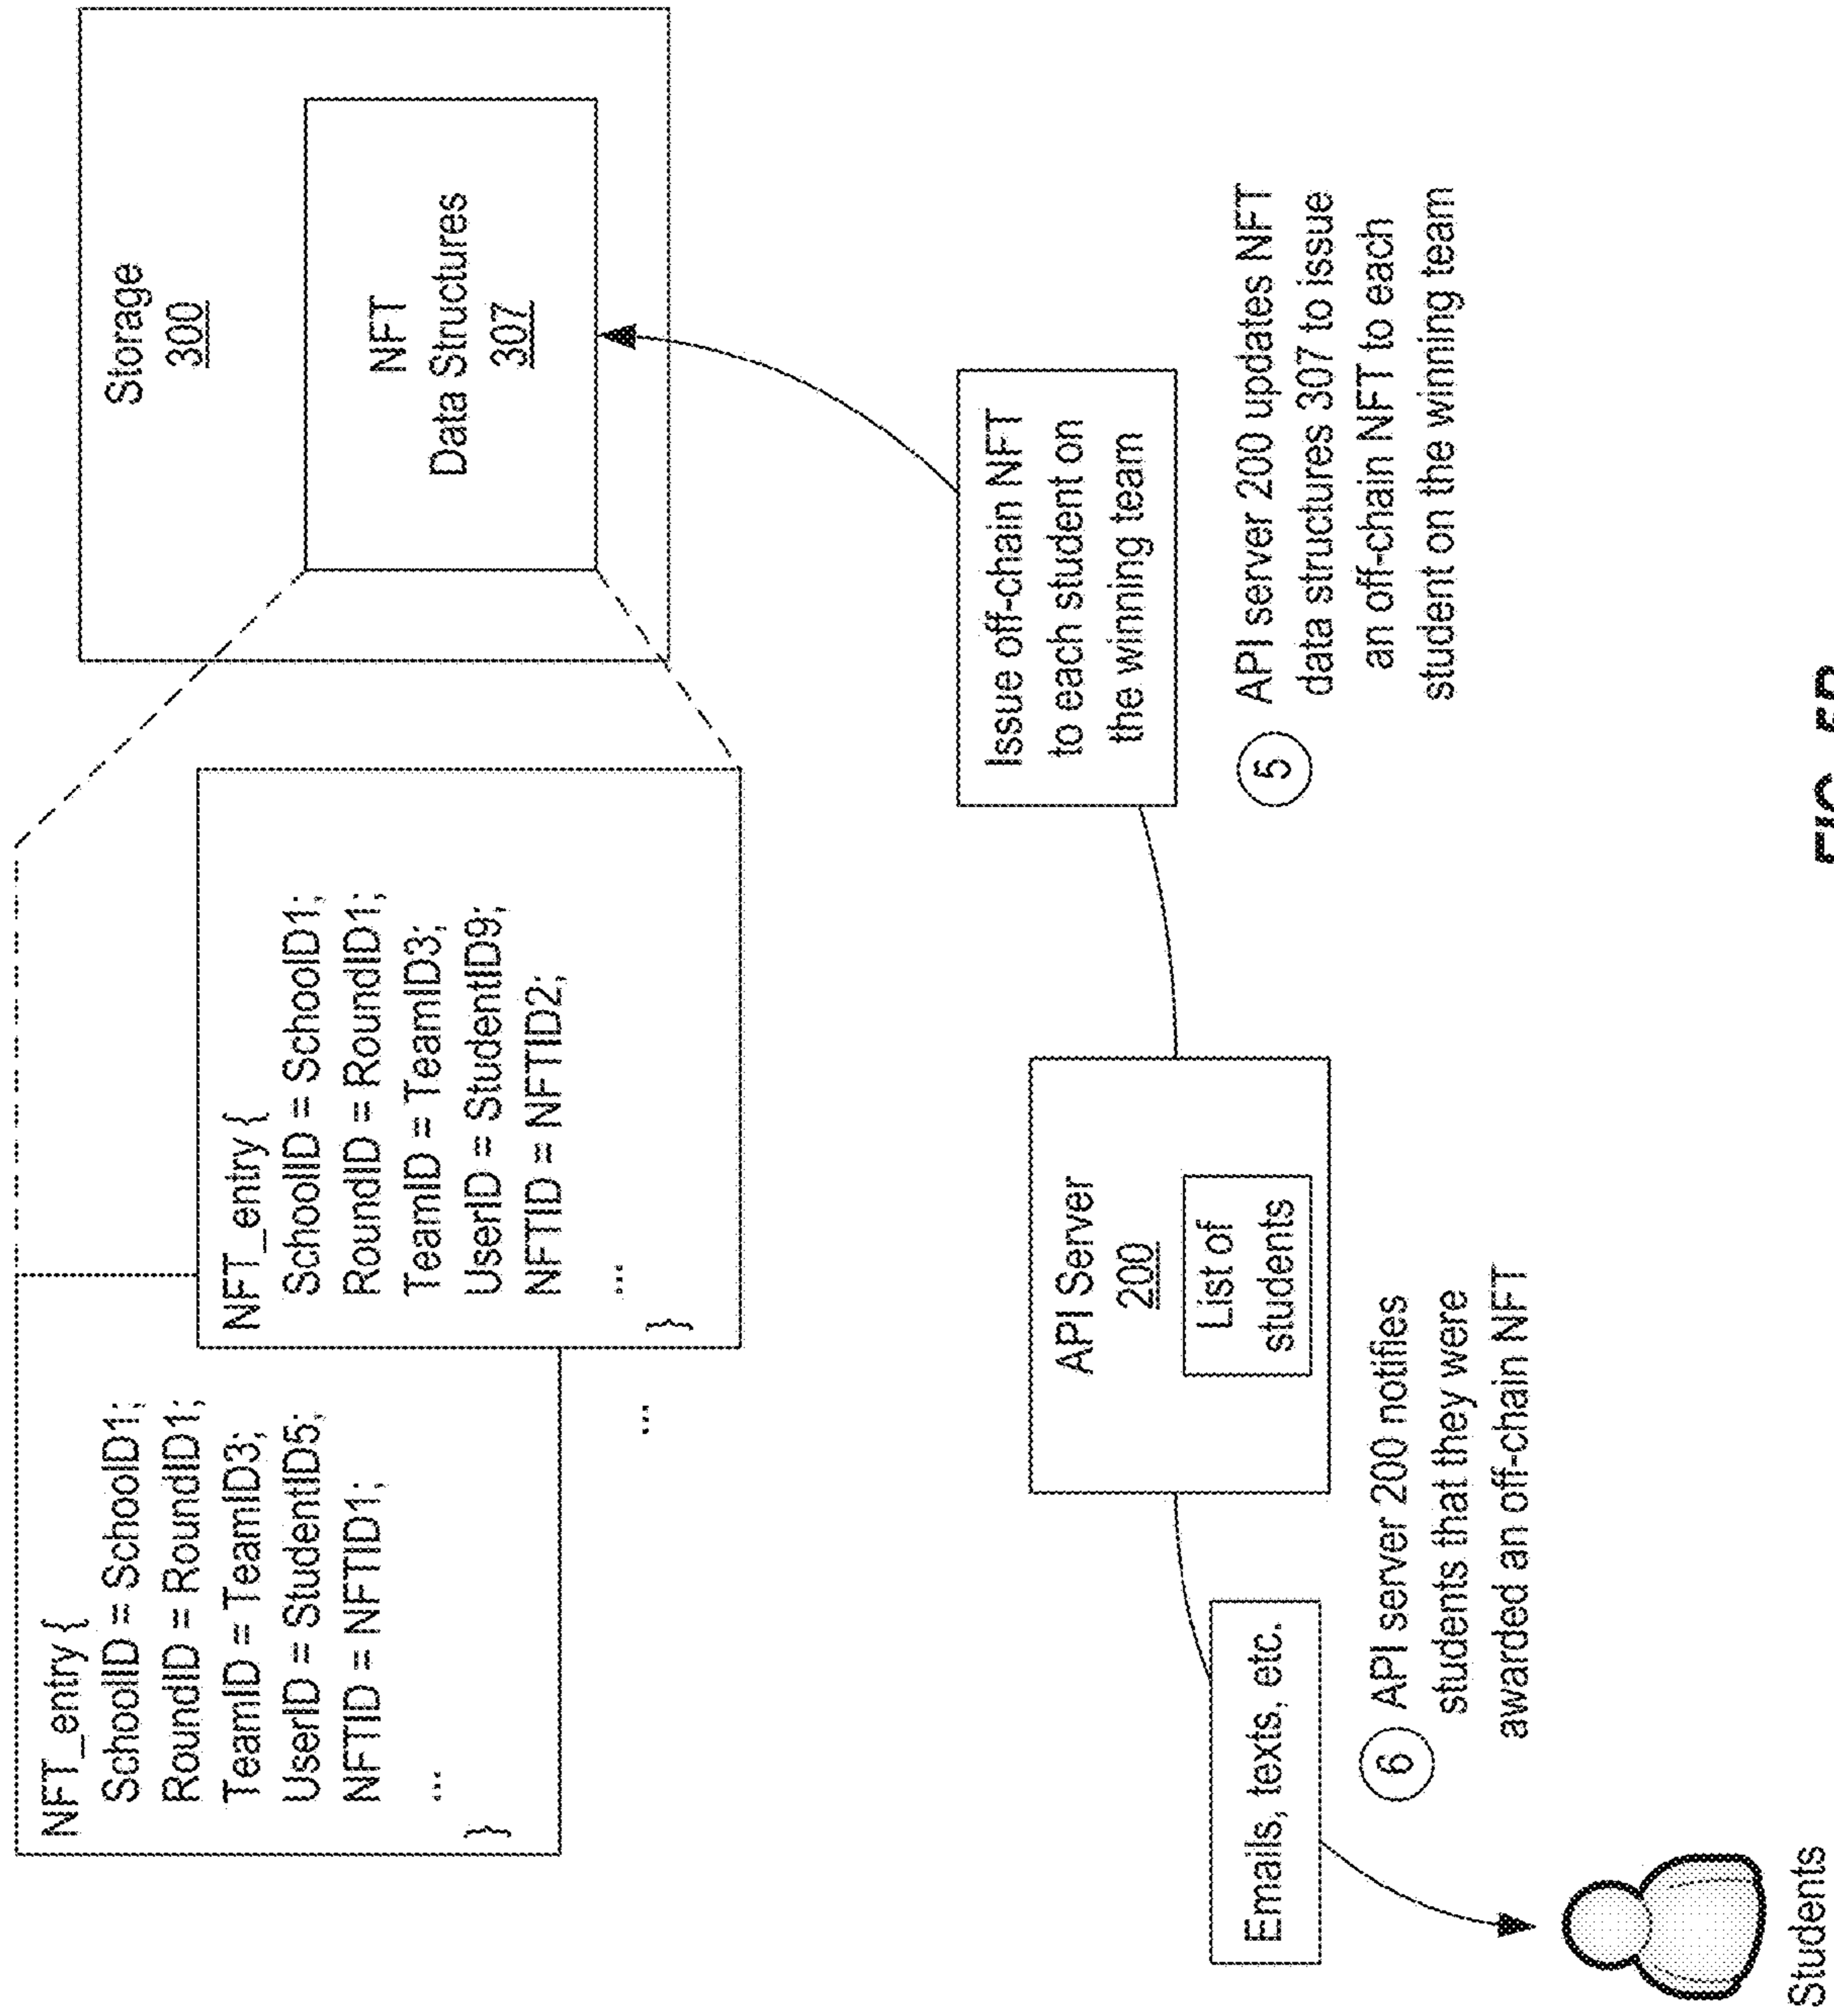 NFT_entry {
SchoolID = SchoolID1;
RoundID = RoundID1;
TeamID = TeamID3;
UserID = StudentID5;
NFTID = NFTID1;
...
}
NFT_entry {
SchoolID = SchoolID1;
RoundID = RoundID1;
TeamID = TeamID3;
UserID = StudentID9;
NFTID = NFTID2;
...
}
...
Storage
300
NFT
Data Structures
307
Issue off-chain NFT
to each student on
the winning team
5 API server 200 updates NFT
data structures 307 to issue
an off-chain NFT to each
student on the winning team
API Server
200
List of
students
Emails, texts, etc.
6 API server 200 notifies
students that they were
awarded an off-chain NFT
Students
FIG.